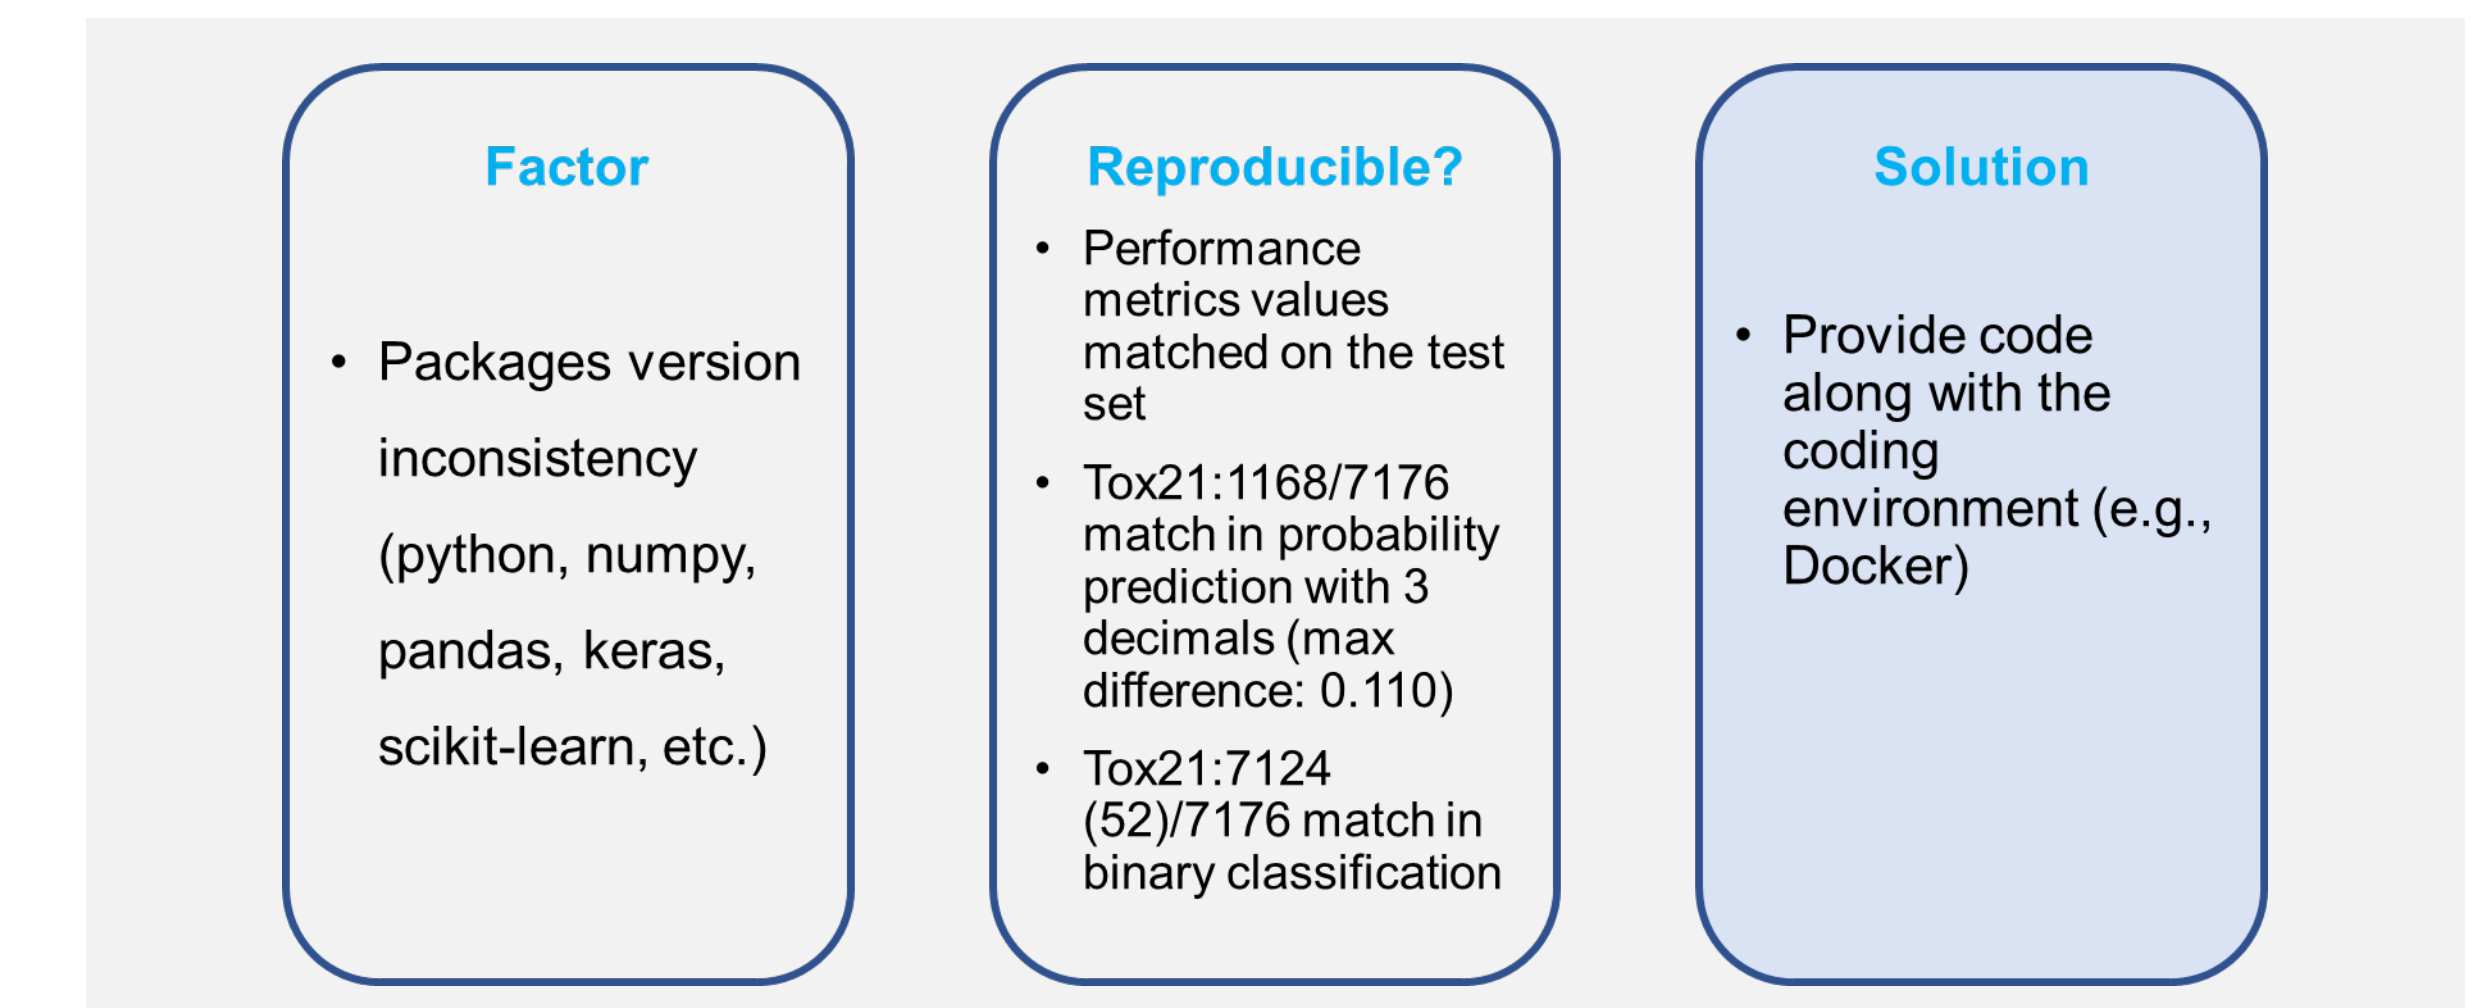 Factor
• Packages version
inconsistency
(python, numpy,
pandas, keras,
scikit-learn, etc.)
Reproducible?
• Performance
metrics values
matched on the test
set
• Tox21:1168/7176
match in probability
prediction with 3
decimals (max
difference: 0.110)
• Tox21:7124
(52)/7176 match in
binary classification
Solution
• Provide code
along with the
coding
environment (e.g.,
Docker)